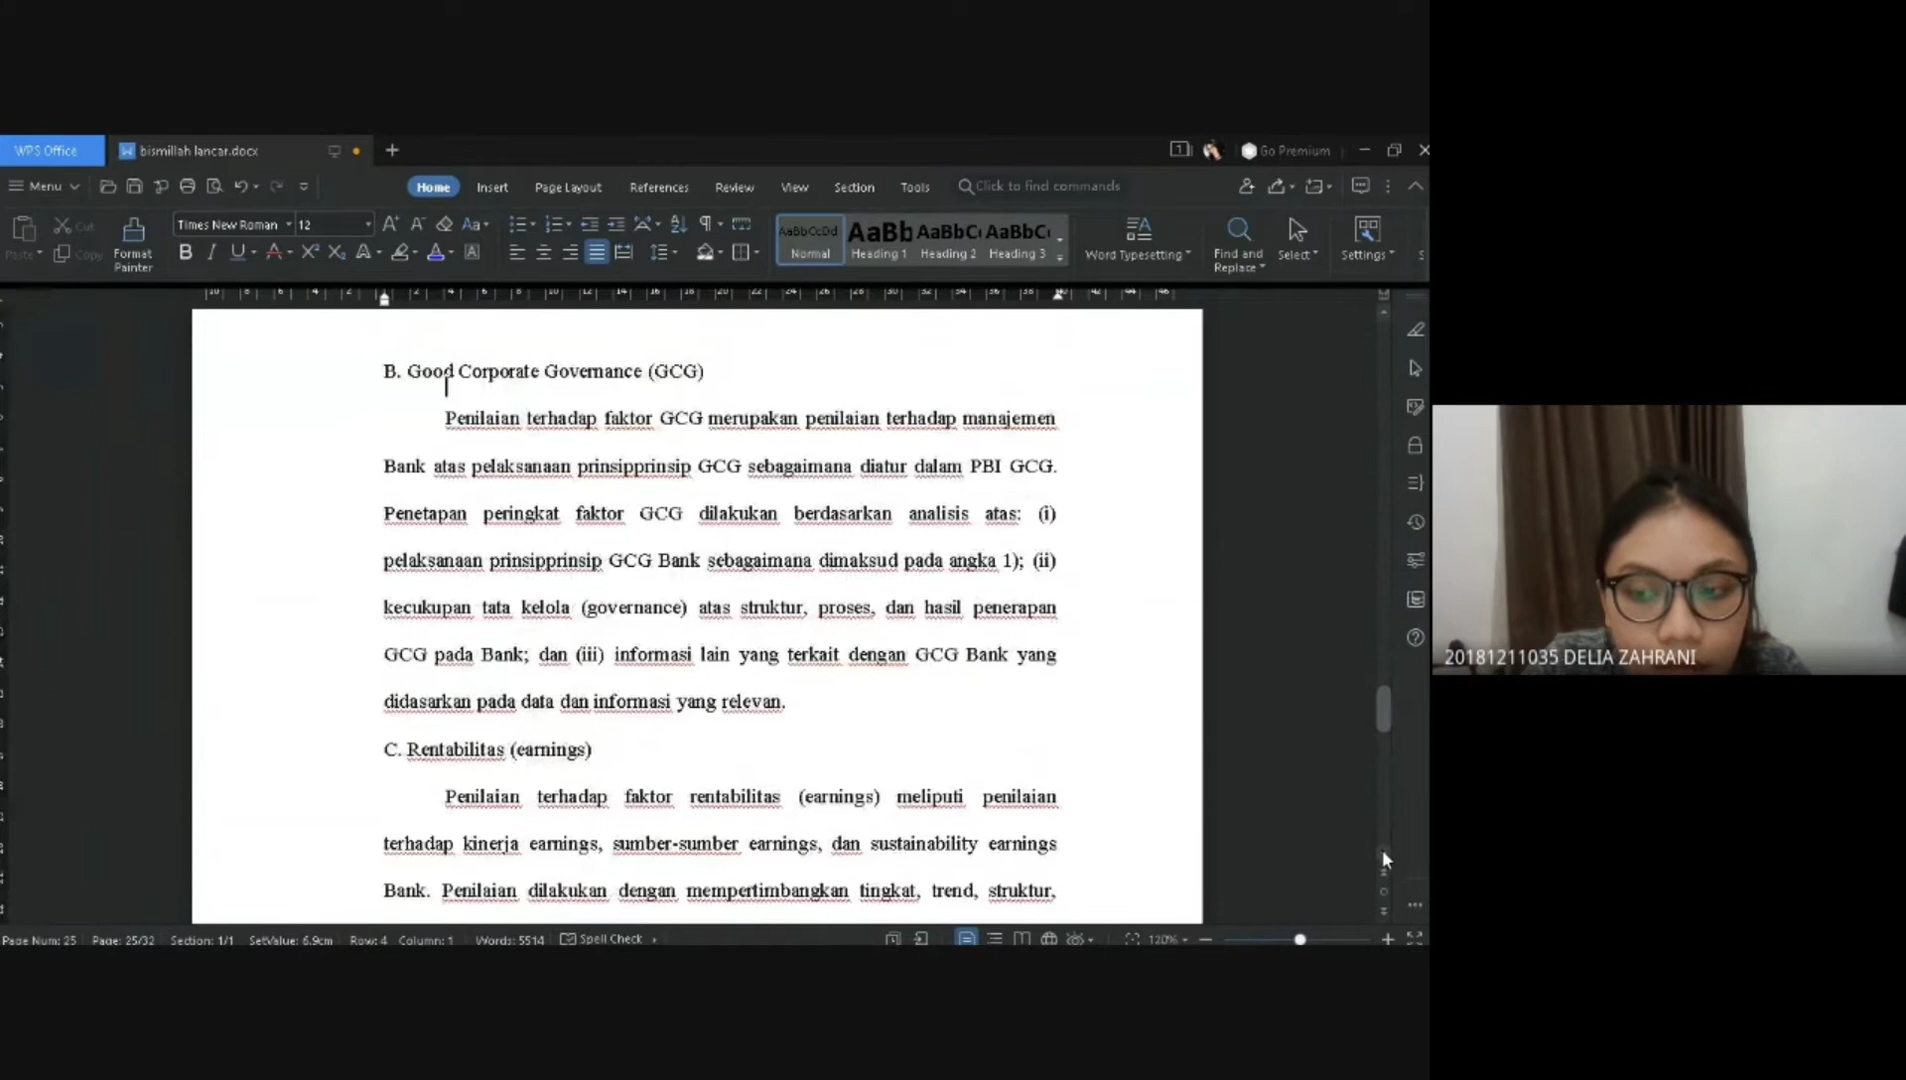 WPS Office
bismillah lancar.docx
Go Premium
Menu
Home Insert Page Layout References Review View Section Tools Click to find commands
Paste Cut Copy
Format Painter
Times New Roman 12
AaBbCcDd Normal
AaBb Heading 1
AaBbC Heading 2
AaBbC Heading 3
Word Typesetting
Find and Replace
Select
Settings
B. Good Corporate Governance (GCG)
Penilaian terhadap faktor GCG merupakan penilaian terhadap manajemen
Bank atas pelaksanaan prinsipprinsip GCG sebagaimana diatur dalam PBI GCG.
Penetapan peringkat faktor GCG dilakukan berdasarkan analisis atas: (i)
pelaksanaan prinsipprinsip GCG Bank sebagaimana dimaksud pada angka 1); (ii)
kecukupan tata kelola (governance) atas struktur, proses, dan hasil penerapan
GCG pada Bank; dan (iii) informasi lain yang terkait dengan GCG Bank yang
didasarkan pada data dan informasi yang relevan.
C. Rentabilitas (earnings)
Penilaian terhadap faktor rentabilitas (earnings) meliputi penilaian
terhadap kinerja earnings, sumber-sumber earnings, dan sustainability earnings
Bank. Penilaian dilakukan dengan mempertimbangkan tingkat, trend, struktur,
Page Num: 25 Page: 25/32 Section: 1/1 SetValue: 6.9cm Row: 4 Column: 1 Words: 5514 Spell Check 120%
20181211035 DELIA ZAHRANI